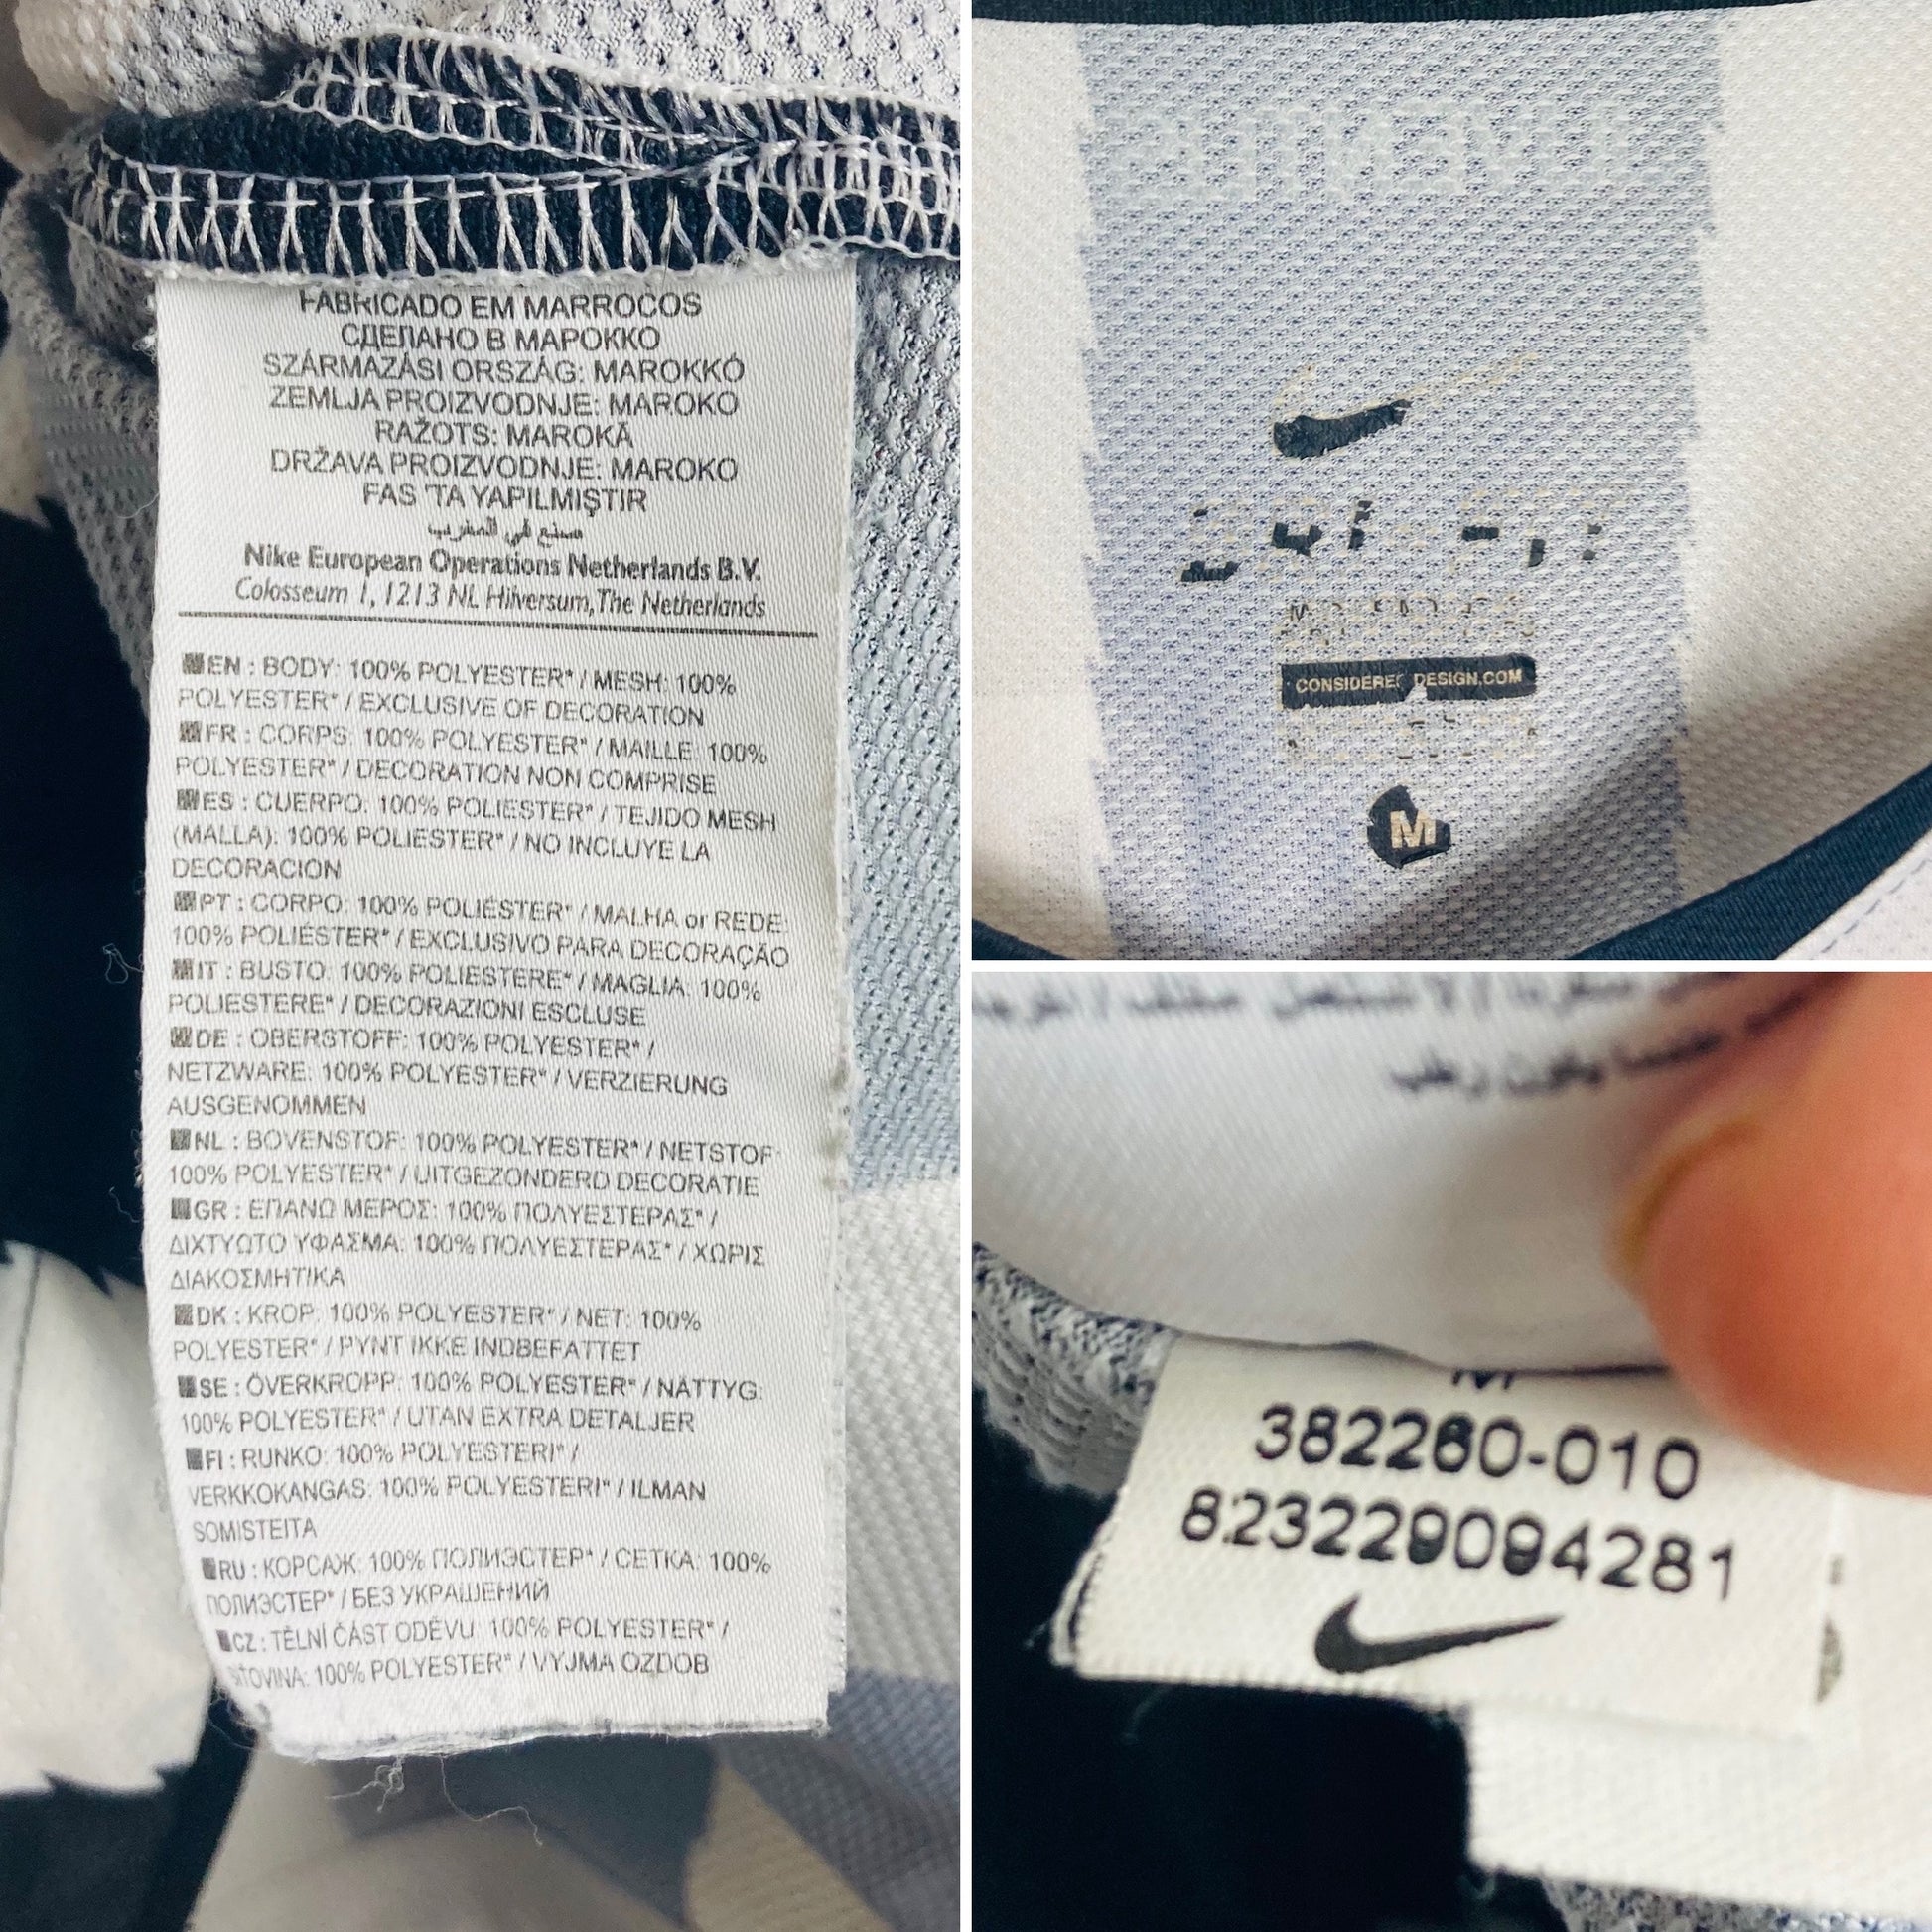 FABRICADO EM MARROCOS
СДЕЛАНО В МАРОККО
SZÁRMAZÁSI ORSZÁG: MAROKKÓ
ZEMLJA PROIZVODNJE: MAROKO
RAŽOTS: MAROKĀ
DRŽAVA PROIZVODNJE: MAROKO
FAS 'TA YAPILMIŞTIR
صنع في المغرب
Nike European Operations Netherlands B.V.
Colosseum 1, 1213 NL Hilversum, The Netherlands
EN : BODY: 100% POLYESTER* / MESH: 100%
POLYESTER* / EXCLUSIVE OF DECORATION
FR : CORPS: 100% POLYESTER* / MAILLE: 100%
POLYESTER* / DECORATION NON COMPRISE
ES : CUERPO: 100% POLIESTER* / TEJIDO MESH
(MALLA): 100% POLIESTER* / NO INCLUYE LA
DECORACION
PT : CORPO: 100% POLIÉSTER* / MALHA or REDE:
100% POLIÉSTER* / EXCLUSIVO PARA DECORAÇÃO
IT : BUSTO: 100% POLIESTERE* / MAGLIA: 100%
POLIESTERE* / DECORAZIONI ESCLUSE
DE : OBERSTOFF: 100% POLYESTER* /
NETZWARE: 100% POLYESTER* / VERZIERUNG
AUSGENOMMEN
NL : BOVENSTOF: 100% POLYESTER* / NETSTOF:
100% POLYESTER* / UITGEZONDERD DECORATIE
GR : ΕΠΑΝΩ ΜΕΡΟΣ: 100% ΠΟΛΥΕΣΤΕΡΑΣ* /
ΔΙΧΤΥΩΤΟ ΥΦΑΣΜΑ: 100% ΠΟΛΥΕΣΤΕΡΑΣ* / ΧΩΡΙΣ
ΔΙΑΚΟΣΜΗΤΙΚΑ
DK : KROP: 100% POLYESTER* / NET: 100%
POLYESTER* / PYNT IKKE INDBEFATTET
SE : ÖVERKROPP: 100% POLYESTER* / NÄTTYG:
100% POLYESTER* / UTAN EXTRA DETALJER
FI : RUNKO: 100% POLYESTERI* /
VERKKOKANGAS: 100% POLYESTERI* / ILMAN
SOMISTEITA
RU : КОРСАЖ: 100% ПОЛИЭСТЕР* / СЕТКА: 100%
ПОЛИЭСТЕР* / БЕЗ УКРАШЕНИЙ
CZ : TĚLNÍ ČÁST ODĚVU: 100% POLYESTER* /
SÍŤOVINA: 100% POLYESTER* / VYJMA OZDOB
CONSIDERED DESIGN.COM
M
M
382260-010
823229094281